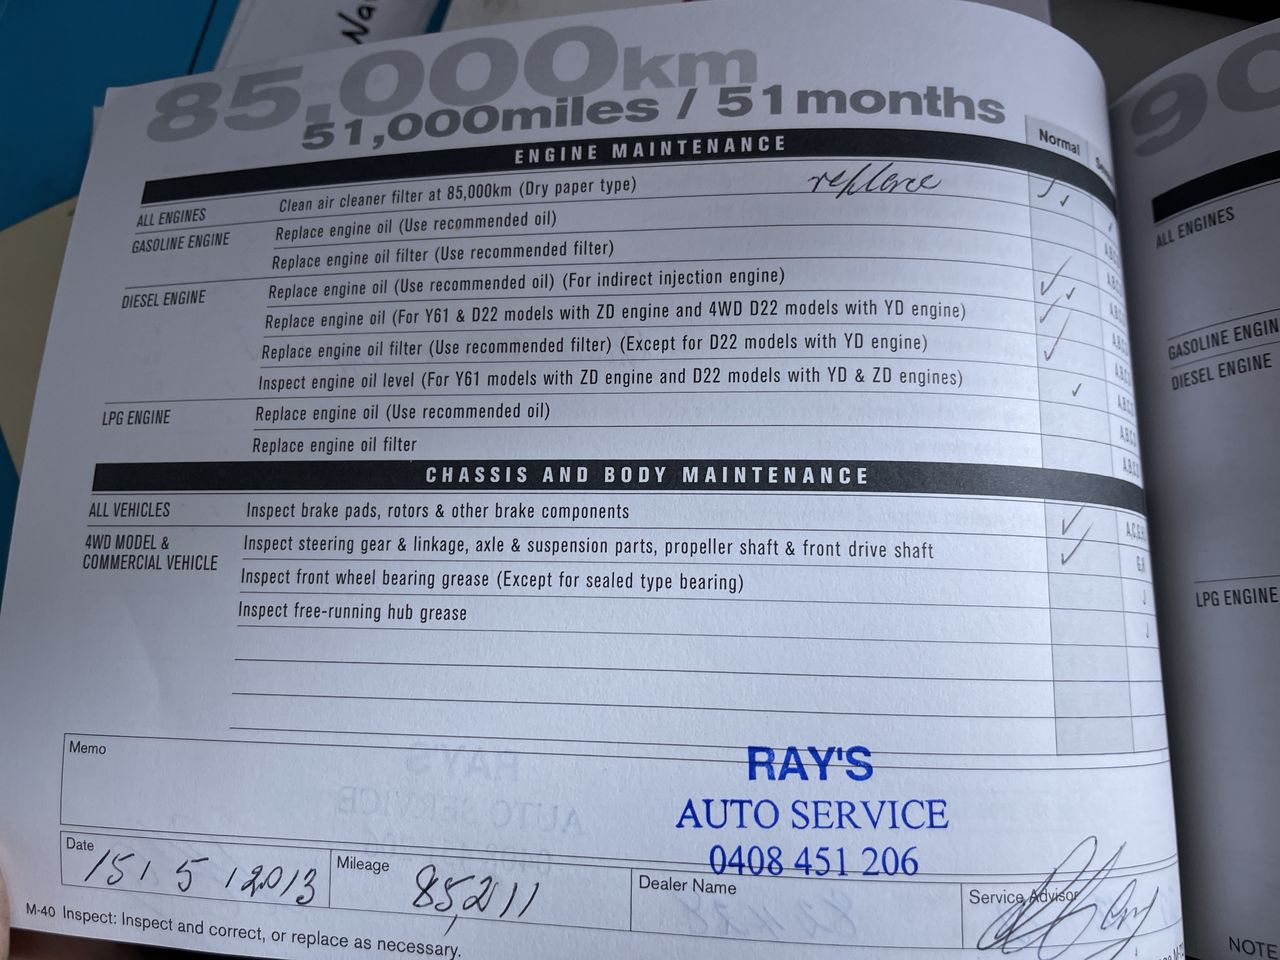 Na
85,000km
51,000miles / 51months
ENGINE MAINTENANCE
Normal
ALL ENGINES Clean air cleaner filter at 85,000km (Dry paper type) replace
GASOLINE ENGINE Replace engine oil (Use recommended oil)
Replace engine oil filter (Use recommended filter)
DIESEL ENGINE Replace engine oil (Use recommended oil) (For indirect injection engine)
Replace engine oil (For Y61 & D22 models with ZD engine and 4WD D22 models with YD engine)
Replace engine oil filter (Use recommended filter) (Except for D22 models with YD engine)
Inspect engine oil level (For Y61 models with ZD engine and D22 models with YD & ZD engines)
LPG ENGINE Replace engine oil (Use recommended oil)
Replace engine oil filter
CHASSIS AND BODY MAINTENANCE
ALL VEHICLES Inspect brake pads, rotors & other brake components
4WD MODEL & COMMERCIAL VEHICLE Inspect steering gear & linkage, axle & suspension parts, propeller shaft & front drive shaft G,H
Inspect front wheel bearing grease (Except for sealed type bearing) J
Inspect free-running hub grease J
Memo
RAY'S
AUTO SERVICE
0408 451 206
Date 15 / 5 / 2013 Mileage 85,211 Dealer Name Service Advisor
M-40 Inspect: Inspect and correct, or replace as necessary.
90
ALL ENGINES
GASOLINE ENGIN
DIESEL ENGINE
LPG ENGINE
NOTE